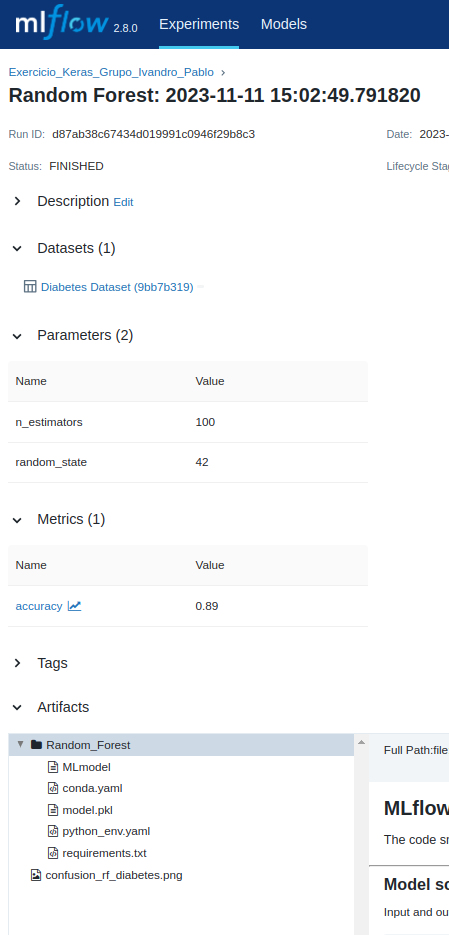 mlflow 2.8.0 Experiments Models
Exercicio_Keras_Grupo_Ivandro_Pablo ›
Random Forest: 2023-11-11 15:02:49.791820
Run ID: d87ab38c67434d019991c0946f29b8c3 Date: 2023-
Status: FINISHED Lifecycle Stag
Description Edit
Datasets (1)
Diabetes Dataset (9bb7b319)
Parameters (2)
Name Value
n_estimators 100
random_state 42
Metrics (1)
Name Value
accuracy 0.89
Tags
Artifacts
Random_Forest
MLmodel
conda.yaml
model.pkl
python_env.yaml
requirements.txt
confusion_rf_diabetes.png
Full Path:file
MLflow
The code sn
Model sc
Input and ou